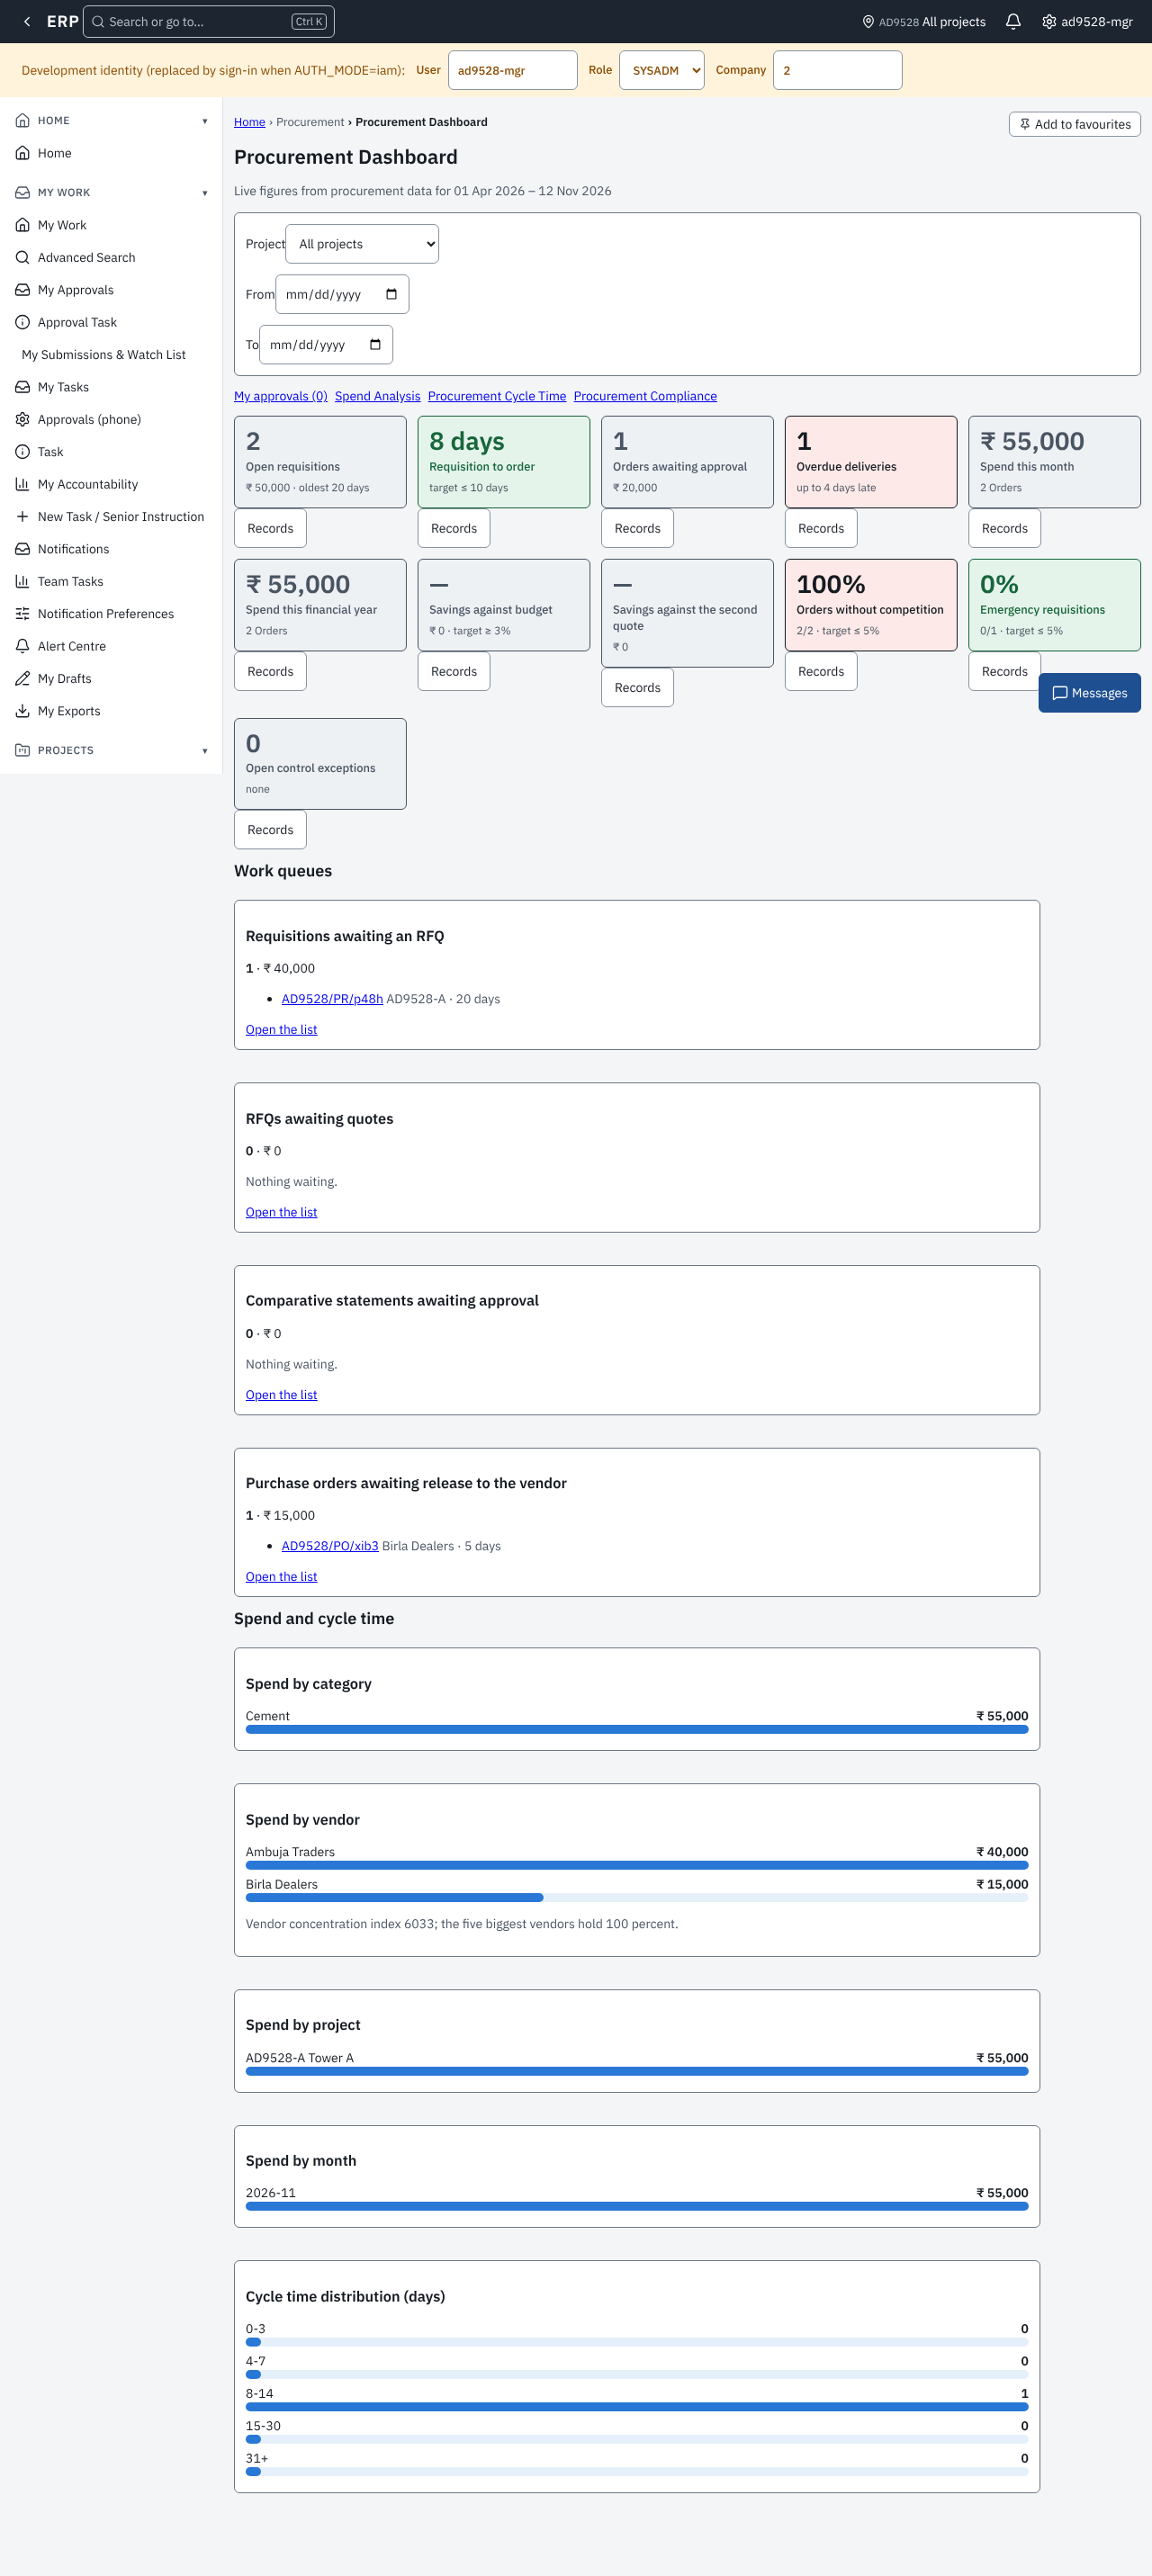 ERP Search or go to... Ctrl K AD9528 All projects ad9528-mgr
Development identity (replaced by sign-in when AUTH_MODE=iam): User ad9528-mgr Role SYSADM Company 2
HOME
Home
MY WORK
My Work
Advanced Search
My Approvals
Approval Task
My Submissions & Watch List
My Tasks
Approvals (phone)
Task
My Accountability
New Task / Senior Instruction
Notifications
Team Tasks
Notification Preferences
Alert Centre
My Drafts
My Exports
PROJECTS
Home › Procurement › Procurement Dashboard
Add to favourites
Procurement Dashboard
Live figures from procurement data for 01 Apr 2026 – 12 Nov 2026
Project All projects
From mm/dd/yyyy
To mm/dd/yyyy
My approvals (0) Spend Analysis Procurement Cycle Time Procurement Compliance
2
Open requisitions
₹ 50,000 · oldest 20 days
Records
8 days
Requisition to order
target ≤ 10 days
Records
1
Orders awaiting approval
₹ 20,000
Records
1
Overdue deliveries
up to 4 days late
Records
₹ 55,000
Spend this month
2 Orders
Records
₹ 55,000
Spend this financial year
2 Orders
Records
—
Savings against budget
₹ 0 · target ≥ 3%
Records
—
Savings against the second
quote
₹ 0
Records
100%
Orders without competition
2/2 · target ≤ 5%
Records
0%
Emergency requisitions
0/1 · target ≤ 5%
Records
Messages
0
Open control exceptions
none
Records
Work queues
Requisitions awaiting an RFQ
1 · ₹ 40,000
AD9528/PR/p48h AD9528-A · 20 days
Open the list
RFQs awaiting quotes
0 · ₹ 0
Nothing waiting.
Open the list
Comparative statements awaiting approval
0 · ₹ 0
Nothing waiting.
Open the list
Purchase orders awaiting release to the vendor
1 · ₹ 15,000
AD9528/PO/xib3 Birla Dealers · 5 days
Open the list
Spend and cycle time
Spend by category
Cement ₹ 55,000
Spend by vendor
Ambuja Traders ₹ 40,000
Birla Dealers ₹ 15,000
Vendor concentration index 6033; the five biggest vendors hold 100 percent.
Spend by project
AD9528-A Tower A ₹ 55,000
Spend by month
2026-11 ₹ 55,000
Cycle time distribution (days)
0-3 0
4-7 0
8-14 1
15-30 0
31+ 0